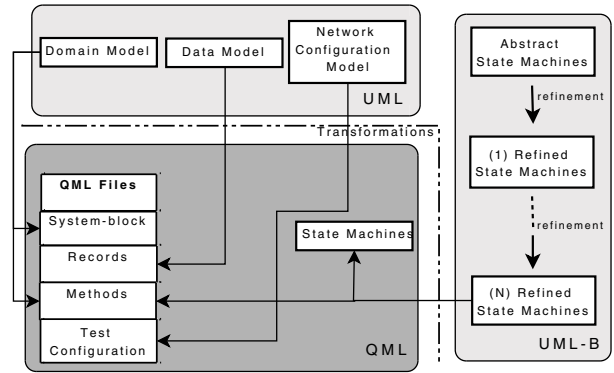 Domain Model
Data Model
Network
Configuration
Model
UML
Transformations
QML Files
System-block
Records
Methods
Test
Configuration
State Machines
QML
Abstract
State Machines
refinement
(1) Refined
State Machines
refinement
(N) Refined
State Machines
UML-B